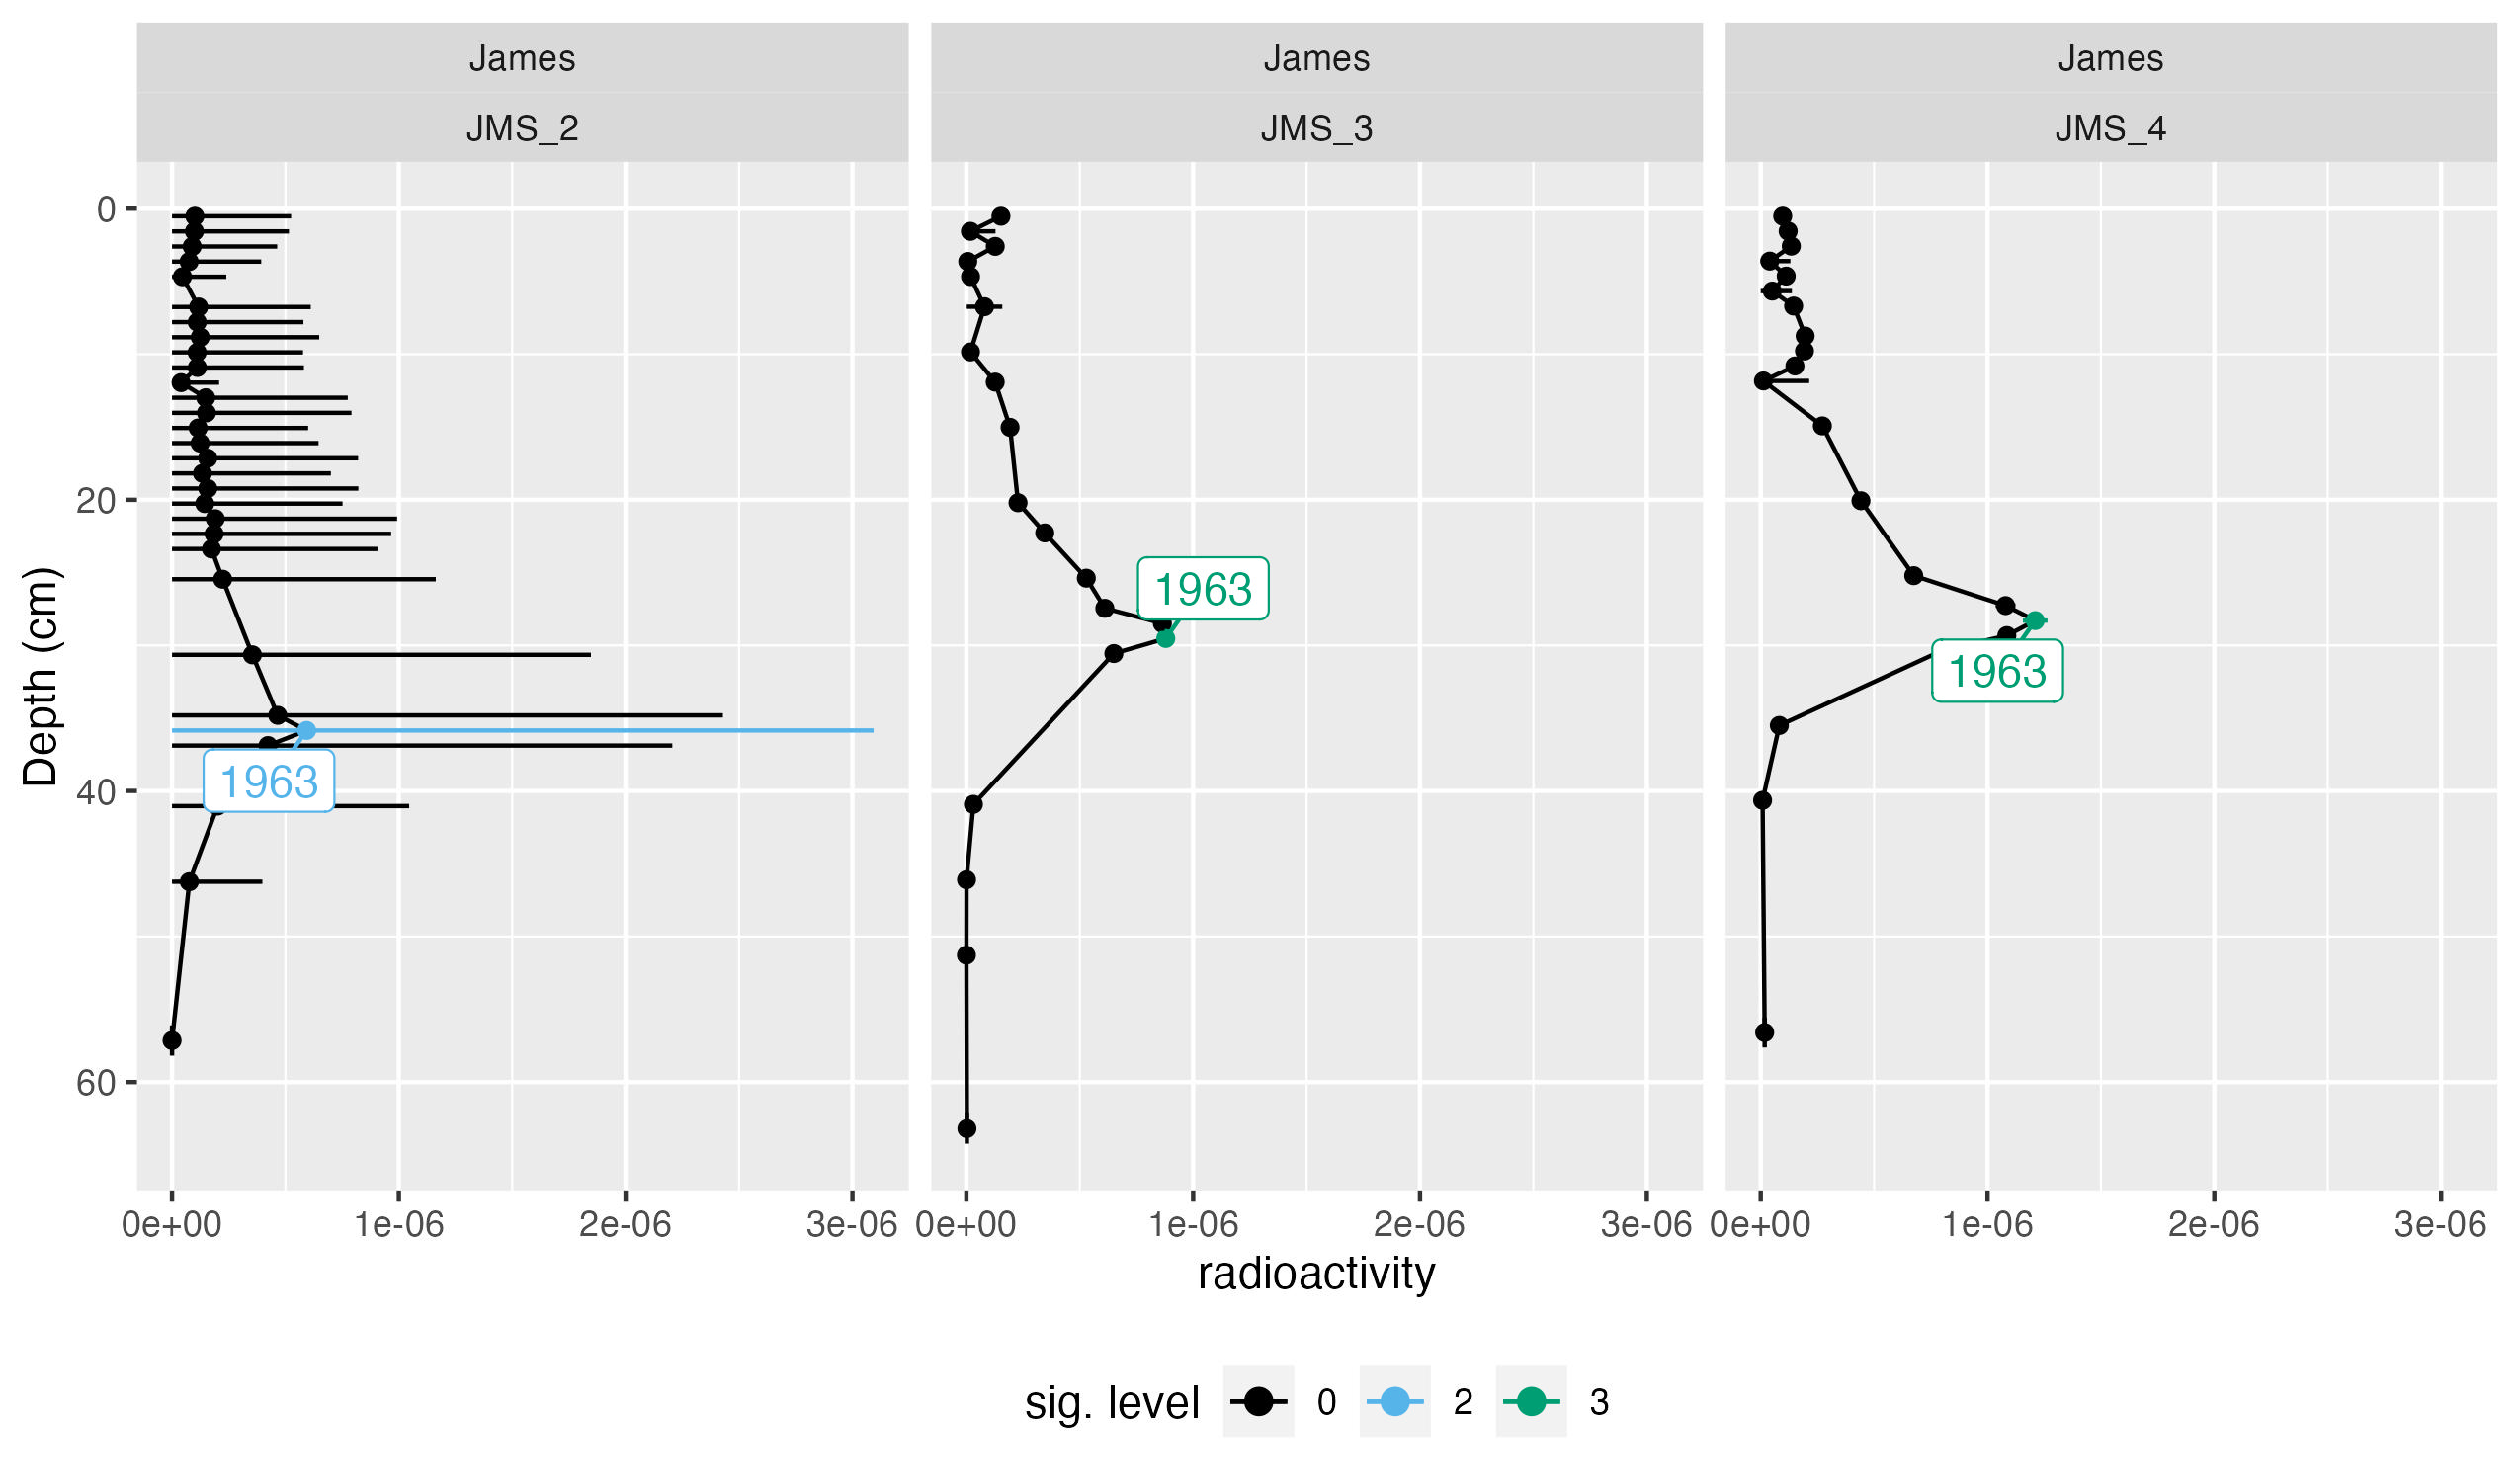 James James James
JMS_2 JMS_3 JMS_4
0
20
40
60
Depth (cm)
1963
1963
1963
0e+00 1e-06 2e-06 3e-06 0e+00 1e-06 2e-06 3e-06 0e+00 1e-06 2e-06 3e-06
radioactivity
sig. level 0 2 3